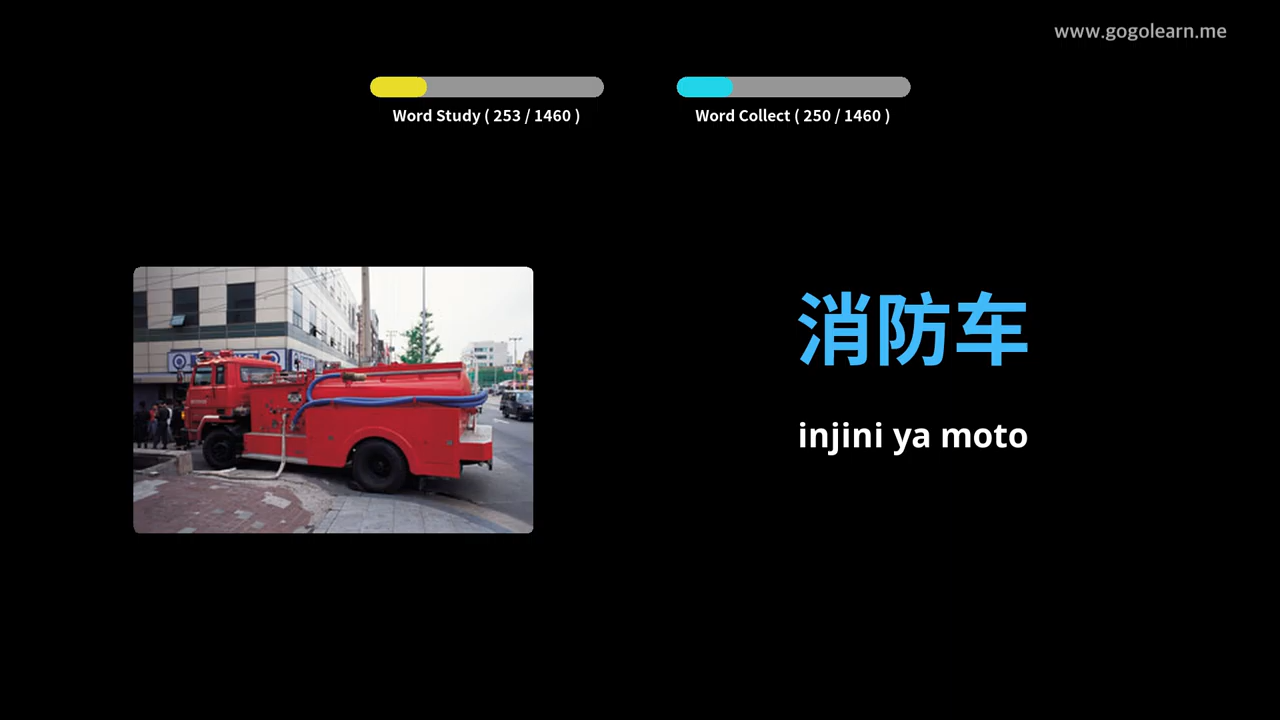 www.gogolearn.me
Word Study ( 253 / 1460 )
Word Collect ( 250 / 1460 )
消防车
injini ya moto